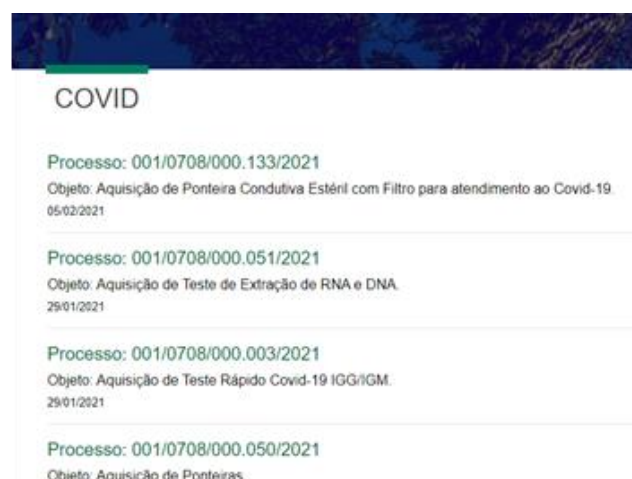 COVID
Processo: 001/0708/000.133/2021
Objeto: Aquisição de Ponteira Condutiva Estéril com Filtro para atendimento ao Covid-19.
05/02/2021
Processo: 001/0708/000.051/2021
Objeto: Aquisição de Teste de Extração de RNA e DNA.
29/01/2021
Processo: 001/0708/000.003/2021
Objeto: Aquisição de Teste Rápido Covid-19 IGG/IGM.
29/01/2021
Processo: 001/0708/000.050/2021
Objeto: Aquisição de Ponteiras.